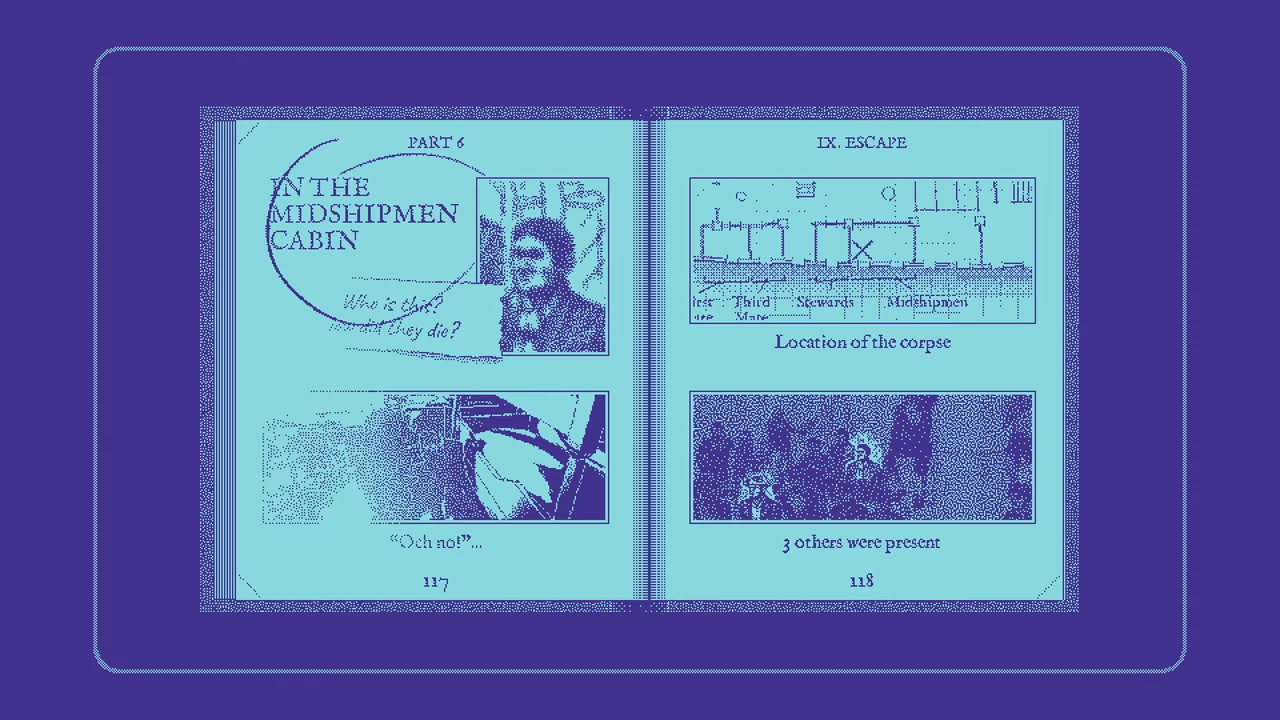 PART 6
IN THE
MIDSHIPMEN
CABIN
Who is this?
did they die?
"Och no!"...
117
IX. ESCAPE
Third Stewards Midshipmen
Mate
Location of the corpse
3 others were present
118